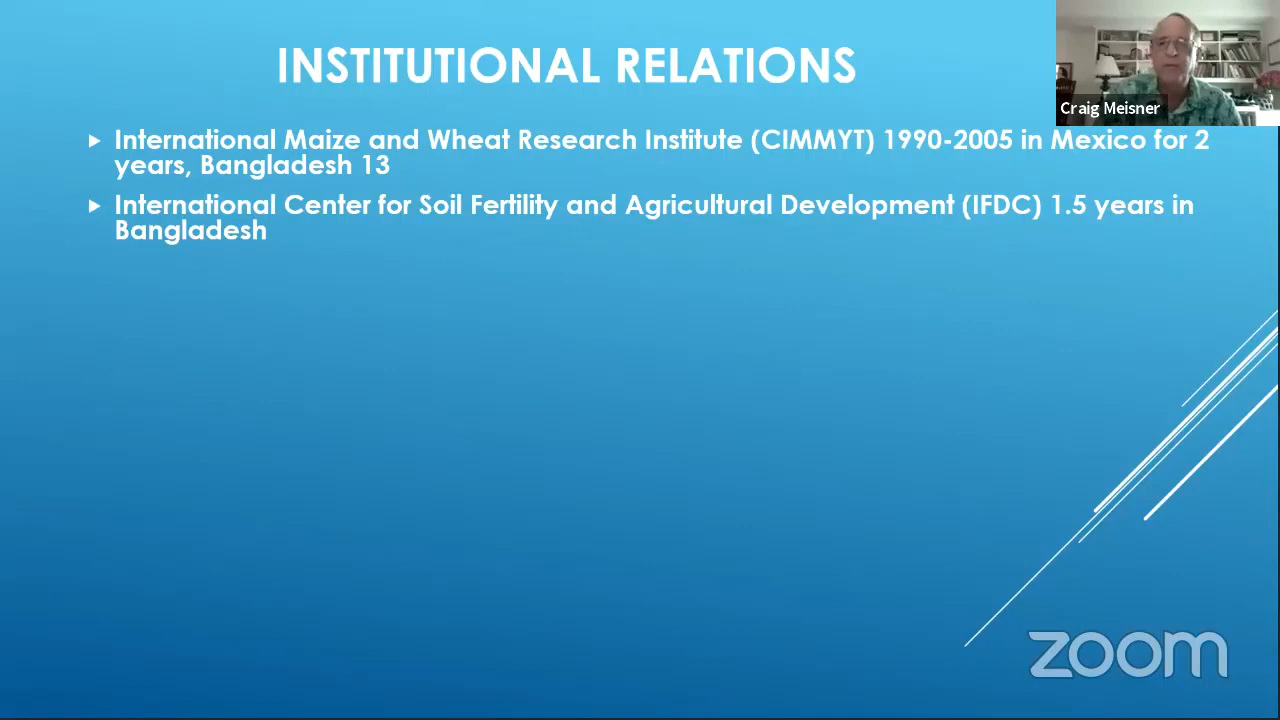 INSTITUTIONAL RELATIONS
Craig Meisner
International Maize and Wheat Research Institute (CIMMYT) 1990-2005 in Mexico for 2
years, Bangladesh 13
International Center for Soil Fertility and Agricultural Development (IFDC) 1.5 years in
Bangladesh
zoom